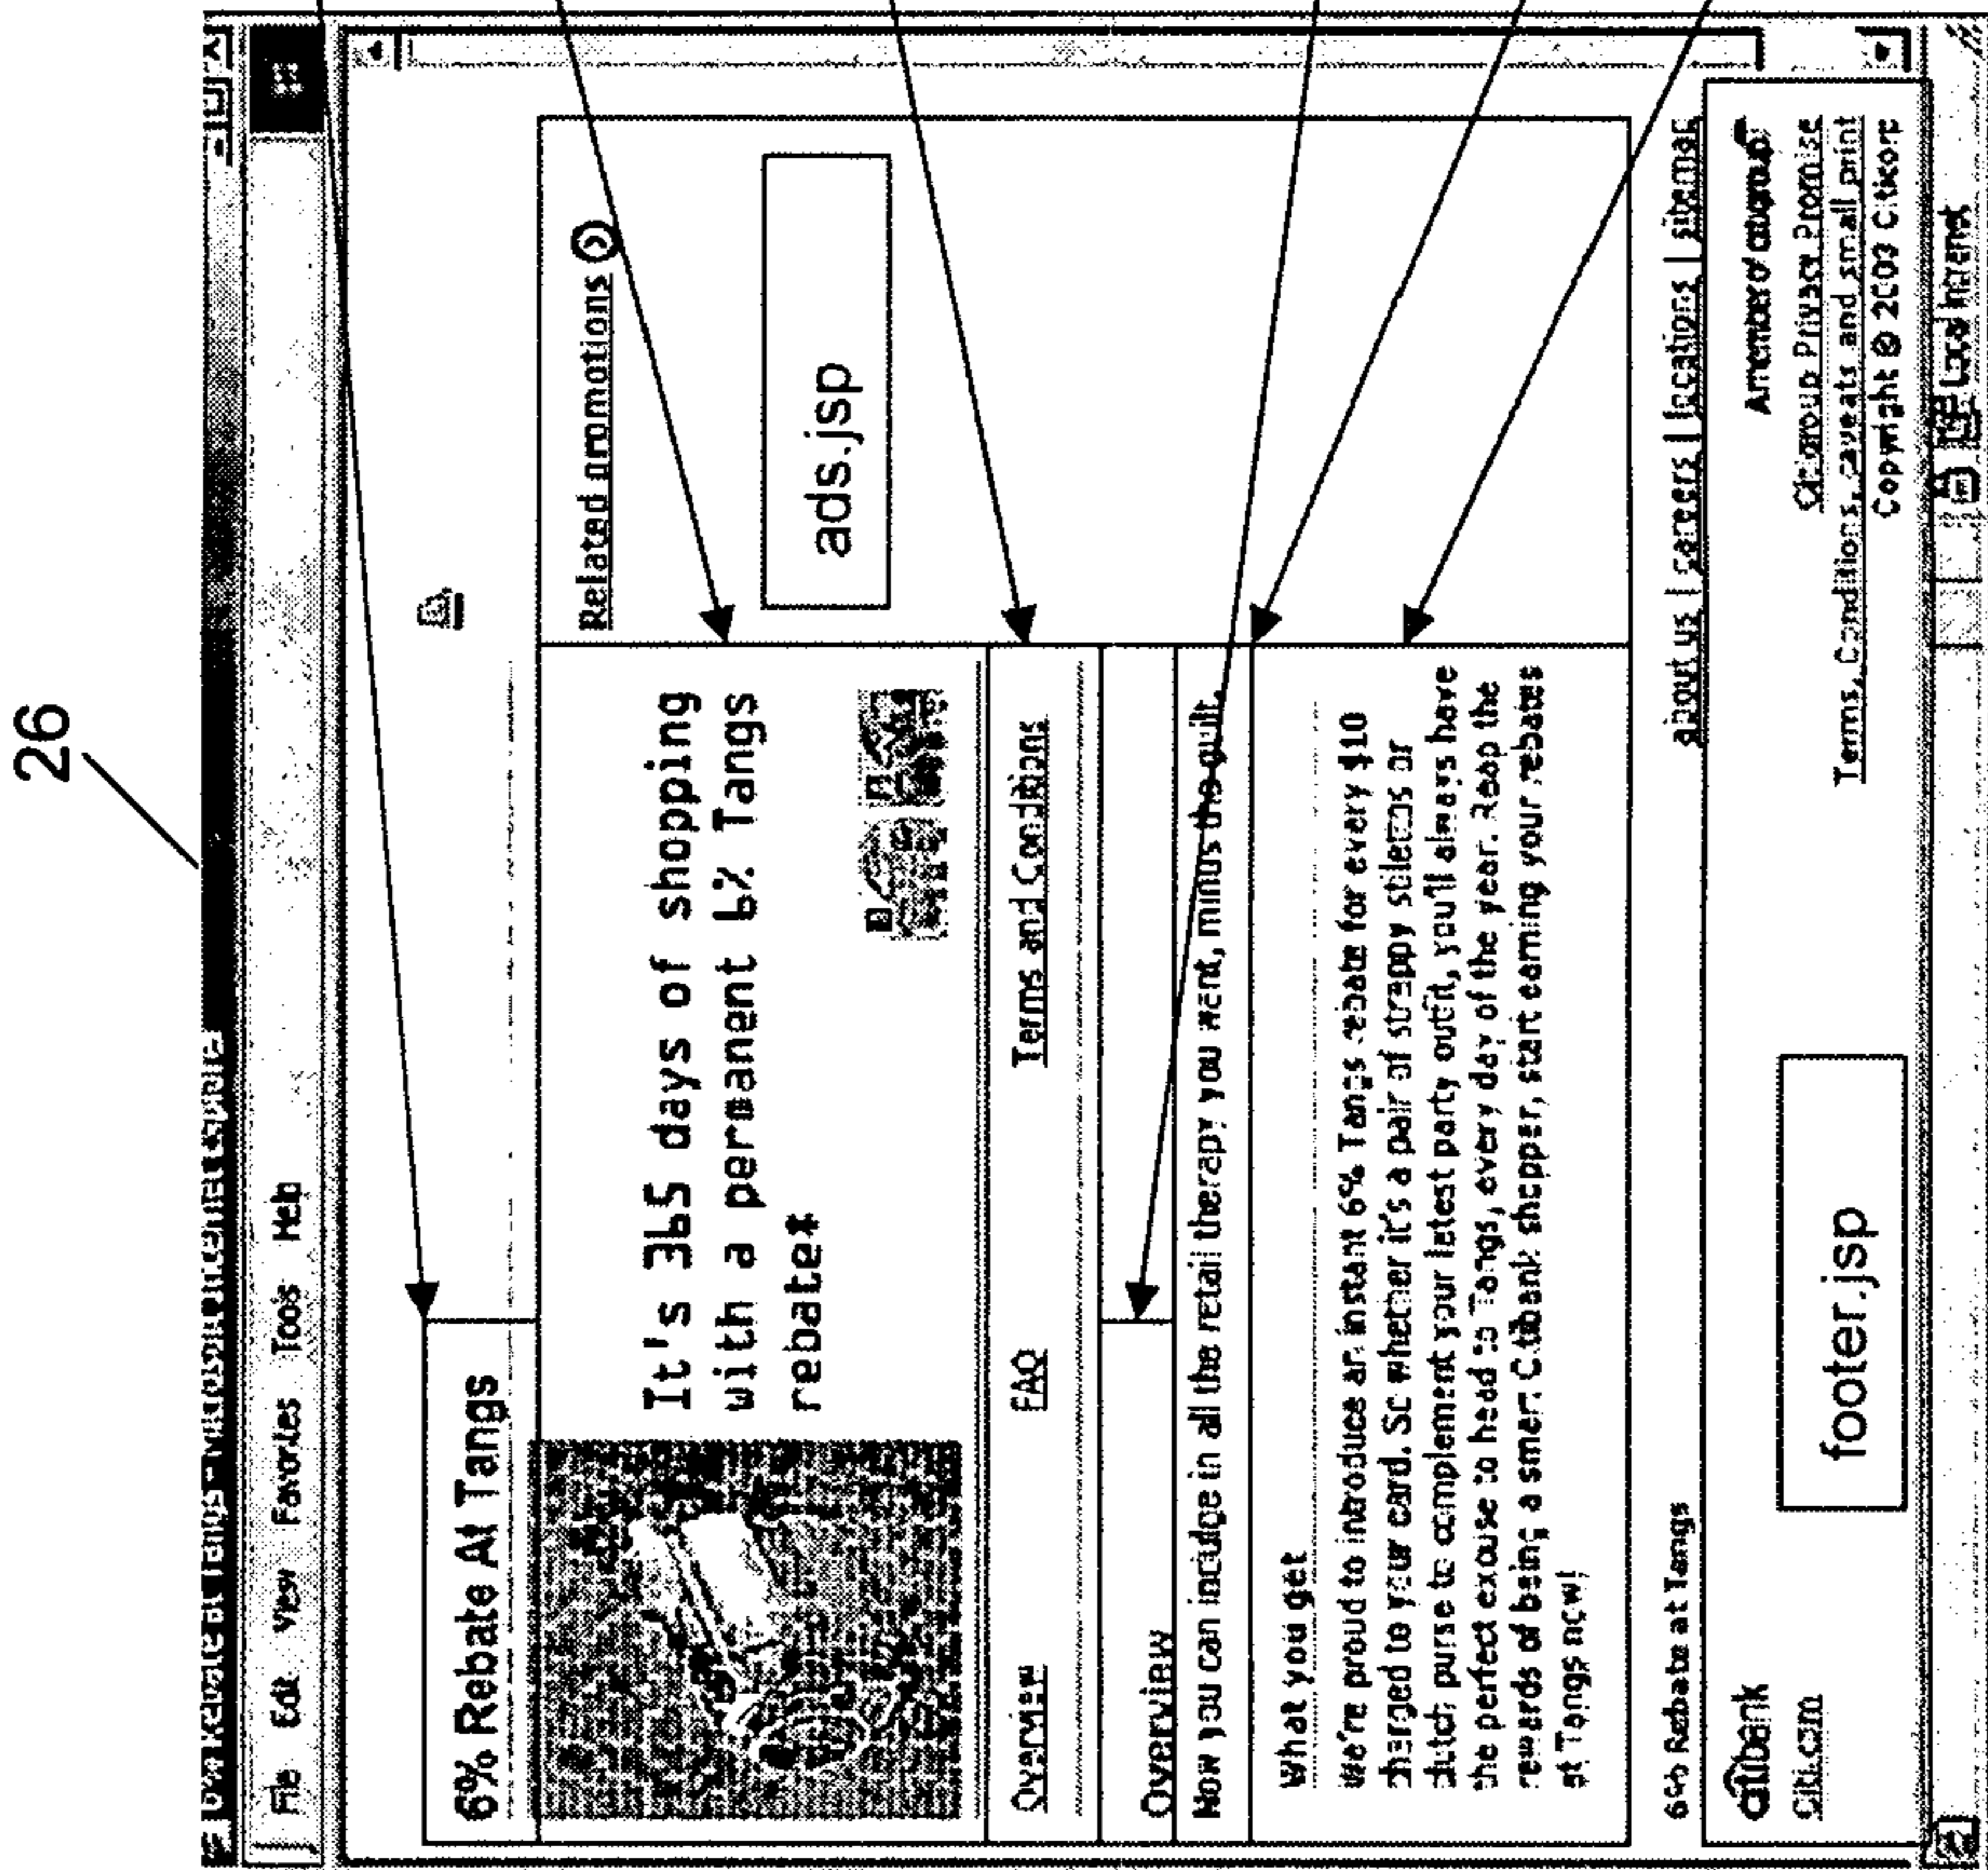 26
6% Rebate at Tangs - Microsoft Internet Explorer
File Edit View Favorites Tools Help
6% Rebate At Tangs
It's 365 days of shopping
with a permanent 6% Tangs
rebate*
Related promotions
ads.jsp
Overview FAQ Terms and Conditions
Overview
Now you can indulge in all the retail therapy you want, minus the guilt.
What you get
We're proud to introduce an instant 6% Tangs rebate for every $10
charged to your card. So whether it's a pair of strappy stilettos or
clutch purse to complement your latest party outfit, you'll always have
the perfect excuse to head to Tangs, every day of the year. Reap the
rewards of being a smart Citibank shopper, start earning your rebates
at Tangs now!
6% Rebate at Tangs about us | careers | locations | sitemap
citibank A member of citigroup
Citi.com Citigroup Privacy Promise
Terms, Conditions, caveats and small print
Copyright © 2003 Citicorp
footer.jsp
Local intranet